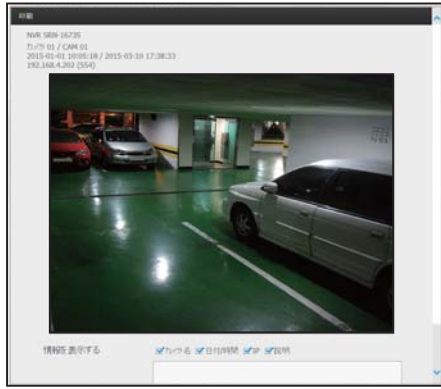 印刷
NVR SRN-1673S
カメラ 01 / CAM 01
2015-01-01 10:05:18 / 2015-03-10 17:38:33
192.168.4.202 (554)
情報を表示する
カメラ名 日付/時間 IP 説明